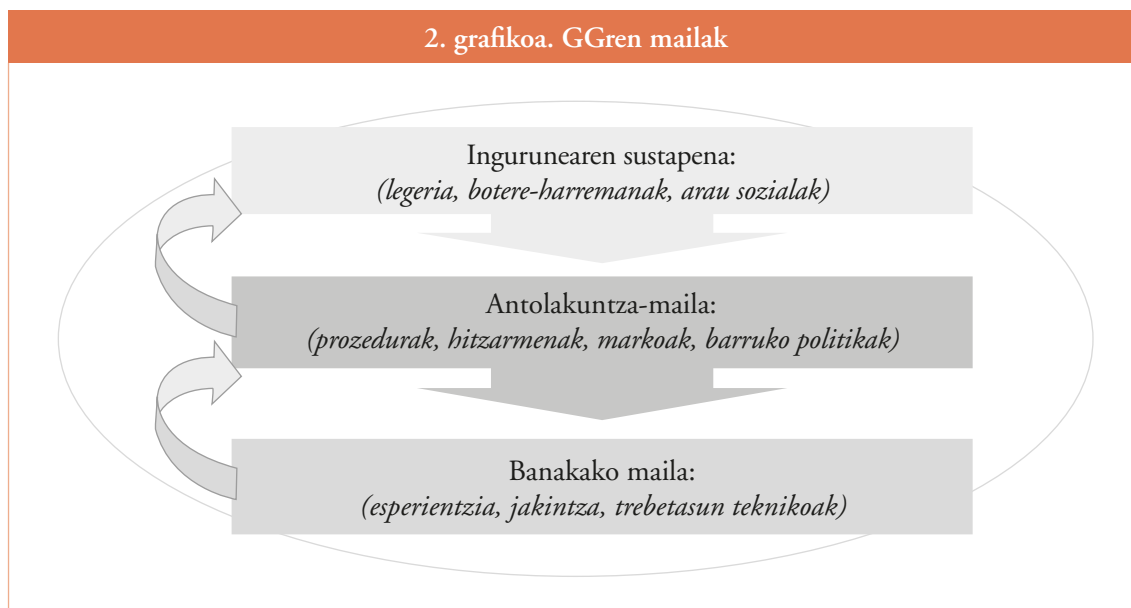 2. grafikoa. GGren mailak
Ingurunearen sustapena:
(legeria, botere-harremanak, arau sozialak)
Antolakuntza-maila:
(prozedurak, hitzarmenak, markoak, barruko politikak)
Banakako maila:
(esperientzia, jakintza, trebetasun teknikoak)